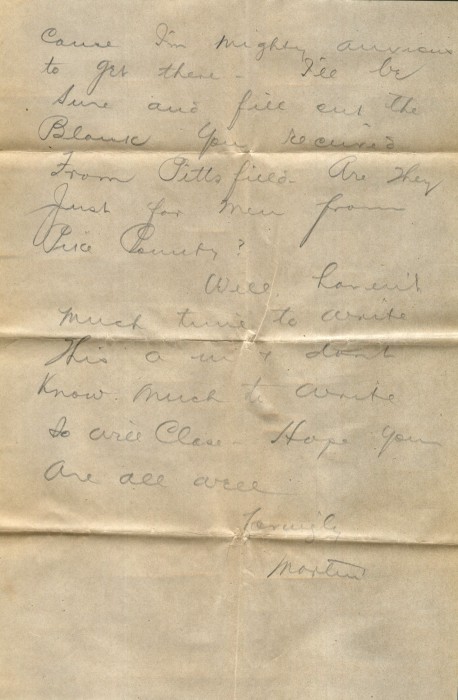 Cause I'm mighty anxious
to get there - I'll be
Sure and fill out the
Blank you received
From Pittsfield. Are they
Just for men from
Pike County?
Well haven't
much time to write
this a m & don't
Know much to write
So will Close. Hope you
are all well
Lovingly
Martin